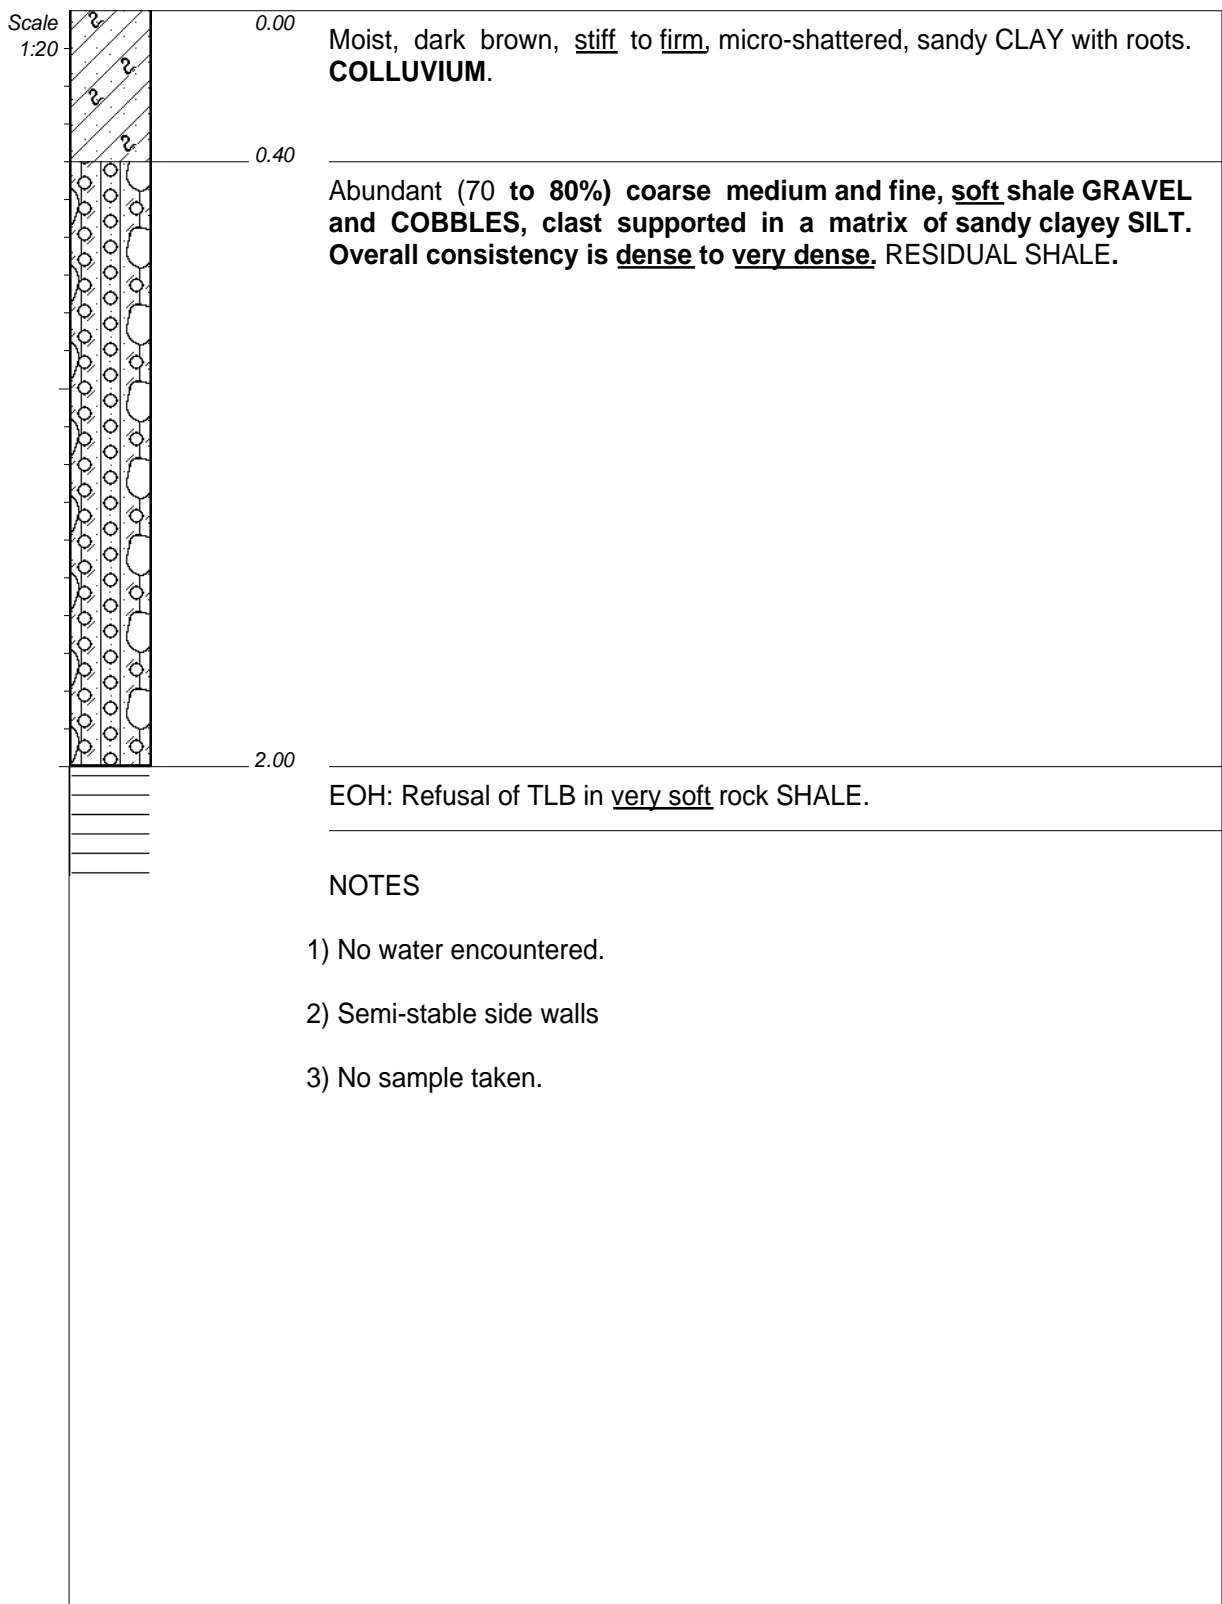 Scale
1:20
0.00
Moist, dark brown, stiff to firm, micro-shattered, sandy CLAY with roots.
COLLUVIUM.
0.40
Abundant (70 to 80%) coarse medium and fine, soft shale GRAVEL
and COBBLES, clast supported in a matrix of sandy clayey SILT.
Overall consistency is dense to very dense. RESIDUAL SHALE.
2.00
EOH: Refusal of TLB in very soft rock SHALE.
NOTES
1) No water encountered.
2) Semi-stable side walls
3) No sample taken.